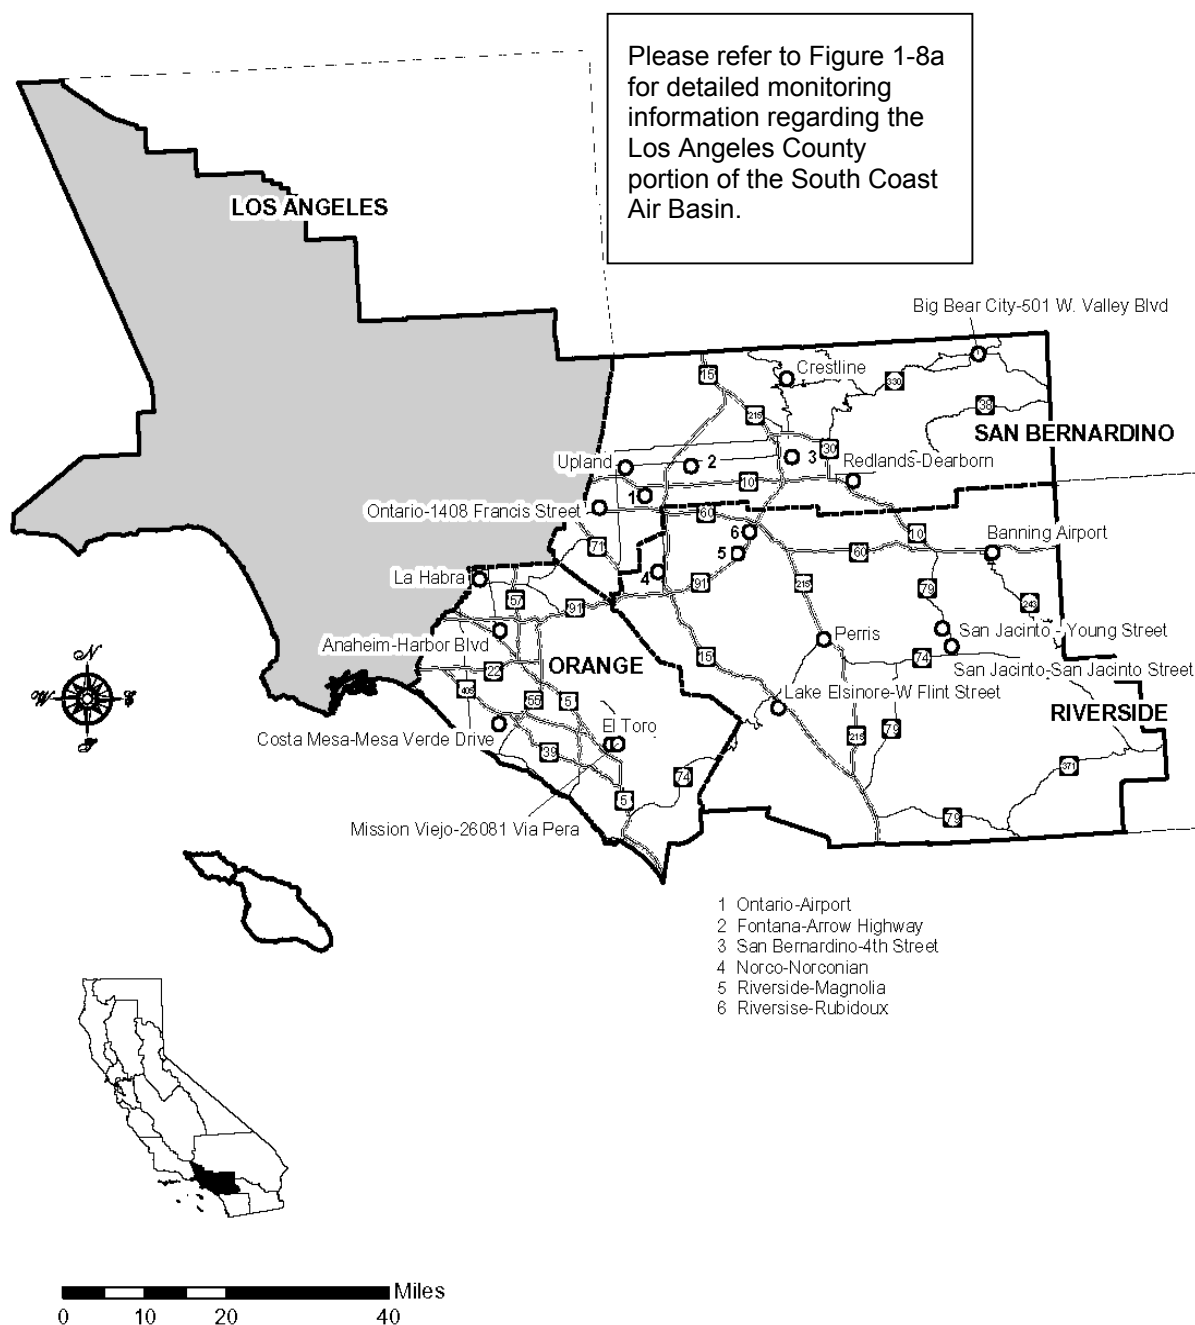 Please refer to Figure 1-8a
for detailed monitoring
information regarding the
Los Angeles County
portion of the South Coast
Air Basin.
LOS ANGELES
Big Bear City-501 W. Valley Blvd
15
Crestline
330
38
215
SAN BERNARDINO
Upland
2
3
30
Redlands-Dearborn
1
10
Ontario-1408 Francis Street
60
6
10
Banning Airport
71
5
60
La Habra
4
91
215
79
243
57
91
Anaheim-Harbor Blvd
Perris
San Jacinto - Young Street
ORANGE
15
74
San Jacinto-San Jacinto Street
22
405
55
5
Lake Elsinore-W Flint Street
RIVERSIDE
Costa Mesa-Mesa Verde Drive
El Toro
215
79
39
74
371
5
79
Mission Viejo-26081 Via Pera
N
E
S
1 Ontario-Airport
2 Fontana-Arrow Highway
3 San Bernardino-4th Street
4 Norco-Norconian
5 Riverside-Magnolia
6 Riversise-Rubidoux
Miles
0 10 20 40